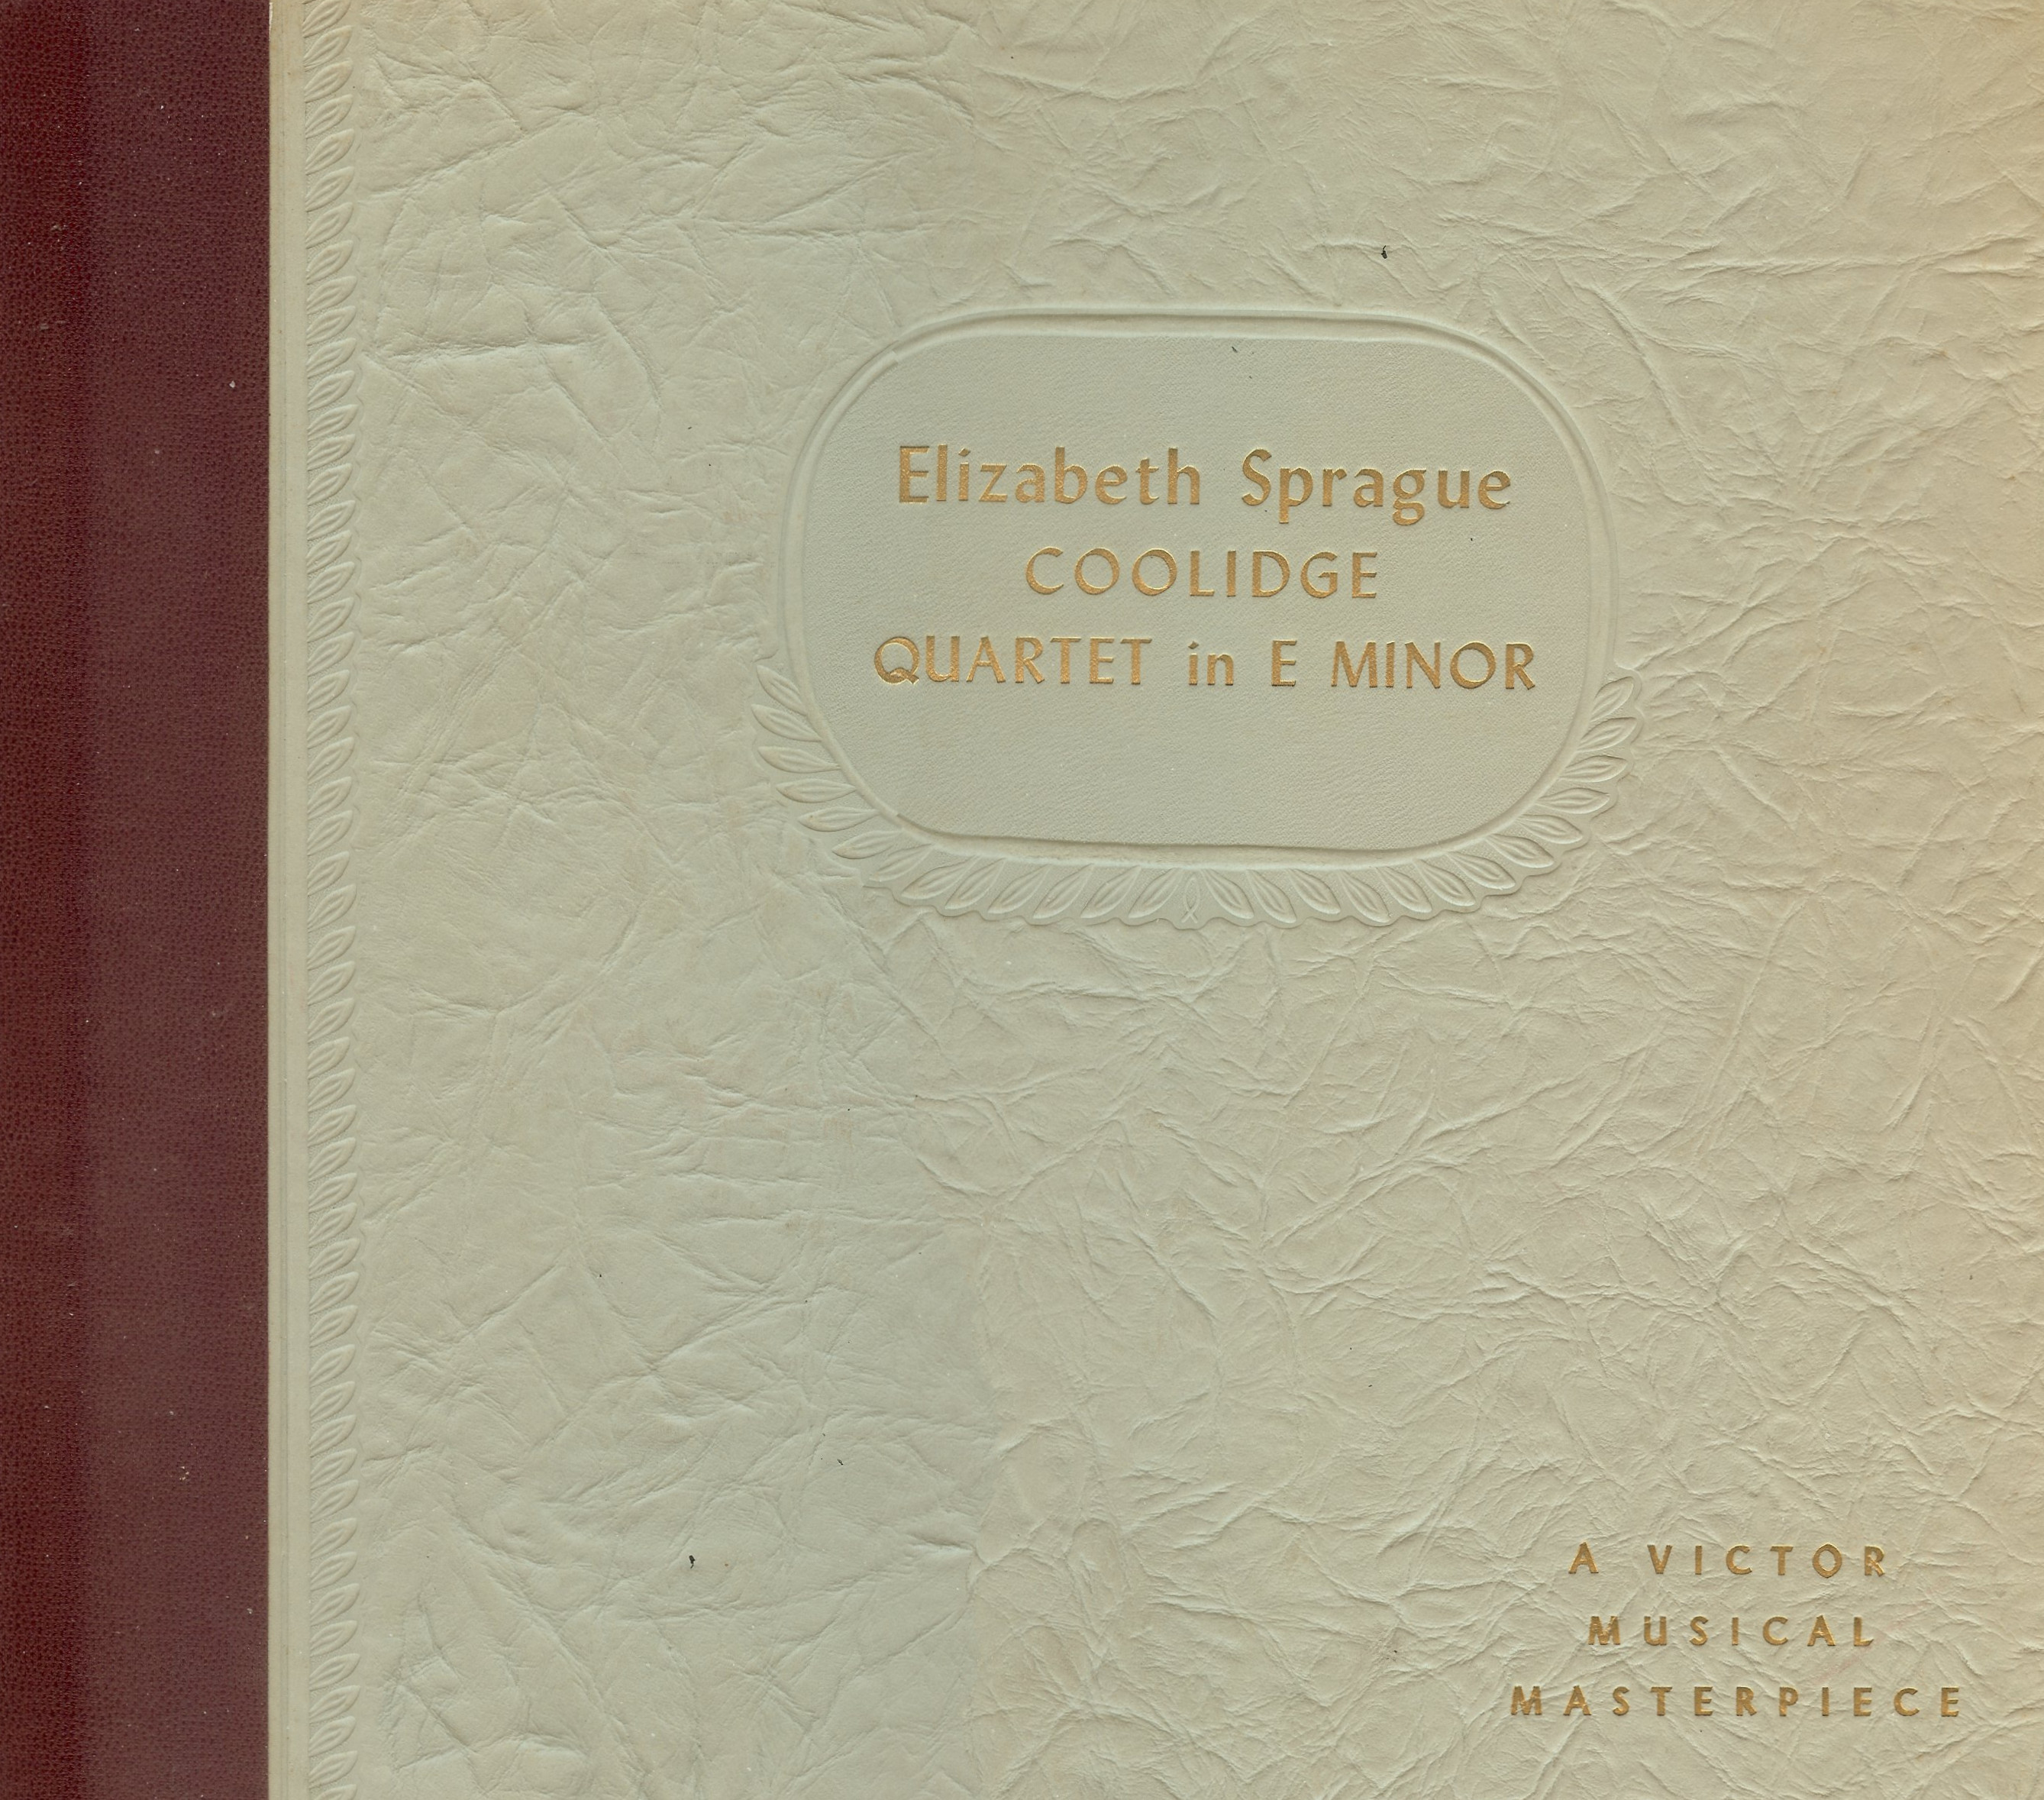 Elizabeth Sprague
COOLIDGE
QUARTET in E MINOR
A VICTOR
MUSICAL
MASTERPIECE